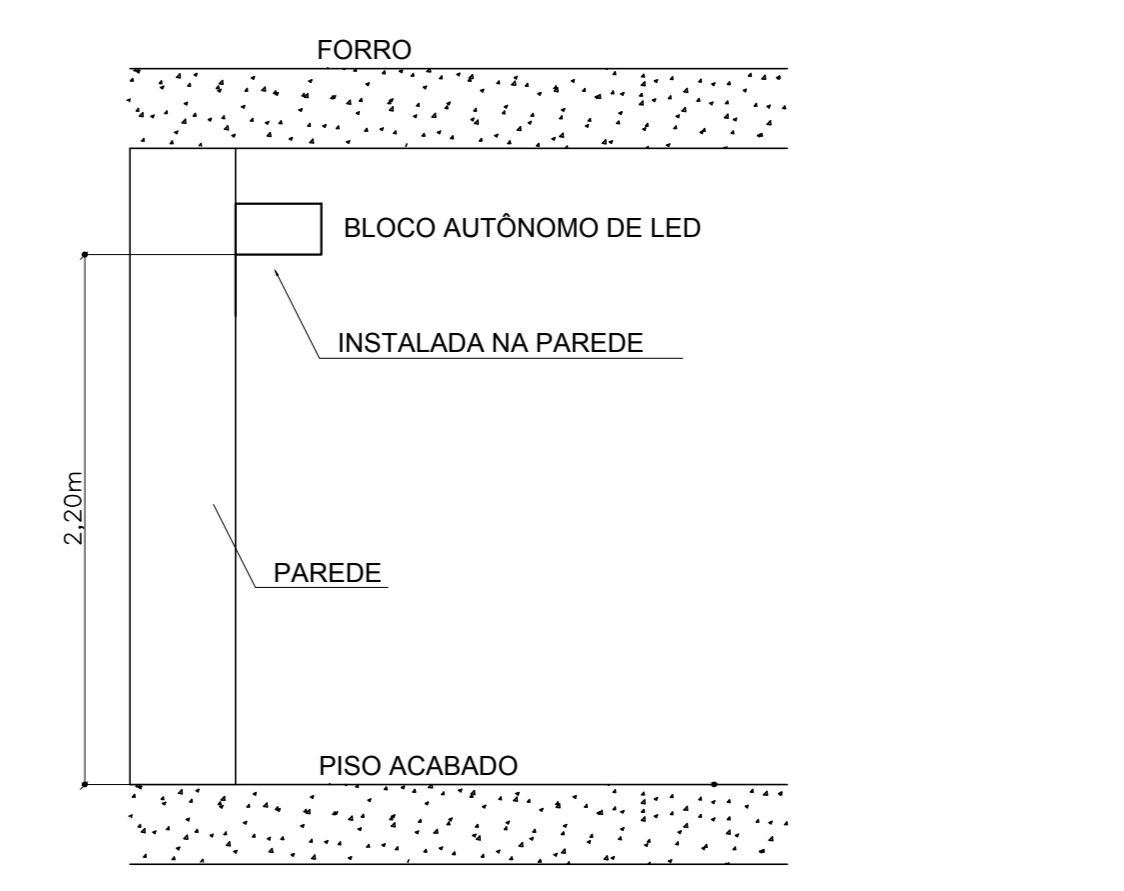 FORRO
BLOCO AUTÔNOMO DE LED
INSTALADA NA PAREDE
2,20m
PAREDE
PISO ACABADO